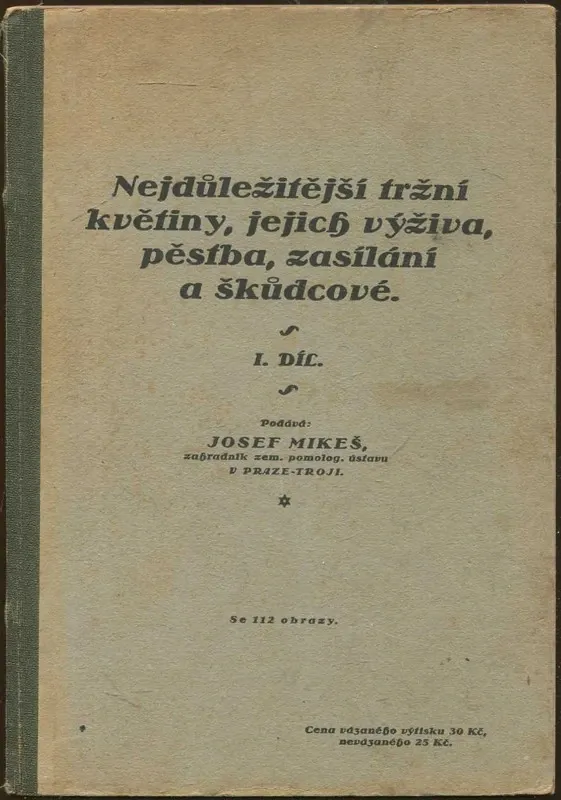 Nejdůležitější tržní
květiny, jejich výživa,
pěstba, zasílání
a škůdcové.
I. DÍL.
Podává:
JOSEF MIKEŠ,
zahradník zem. pomolog. ústavu
V PRAZE-TROJI.
Se 112 obrazy.
Cena vázaného výtisku 30 Kč,
nevázaného 25 Kč.